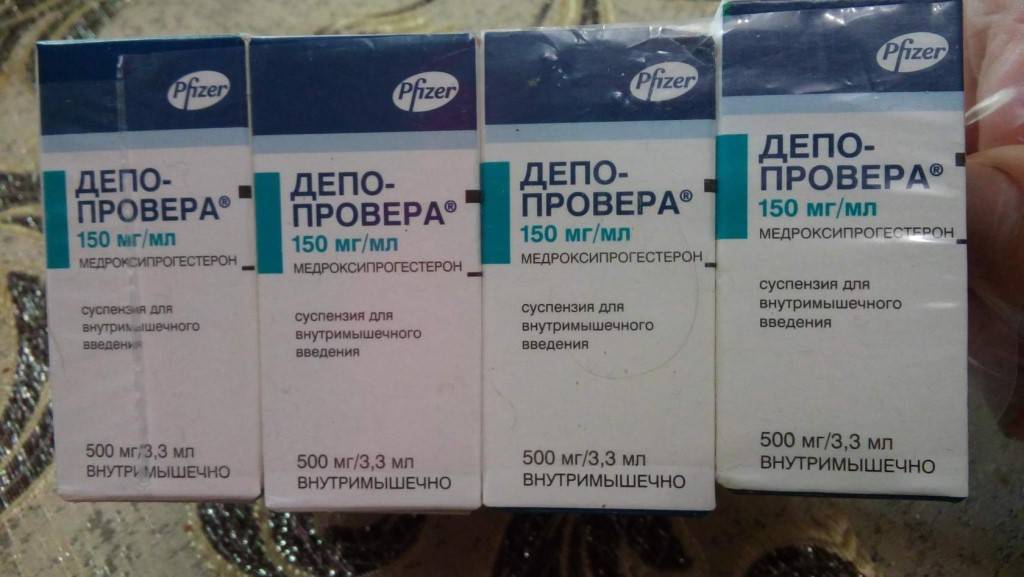 Pfizer
ДЕПО-
ПРОВЕРА®
150 мг/мл
МЕДРОКСИПРОГЕСТЕРОН
суспензия для
внутримышечного
введения
500 мг/3,3 мл
ВНУТРИМЫШЕЧНО
Pfizer
ДЕПО-
ПРОВЕРА®
150 мг/мл
МЕДРОКСИПРОГЕСТЕРОН
суспензия для
внутримышечного
введения
500 мг/3,3 мл
ВНУТРИМЫШЕЧНО
Pfizer
ДЕПО-
ПРОВЕРА®
150 мг/мл
МЕДРОКСИПРОГЕСТЕРОН
суспензия для
внутримышечного
введения
500 мг/3,3 мл
ВНУТРИМЫШЕЧНО
Pfizer
ДЕПО-
ПРОВЕРА®
150 мг/мл
МЕДРОКСИПРОГЕСТЕРОН
суспензия для
внутримышечного
введения
500 мг/3,3 мл
ВНУТРИМЫШЕЧНО